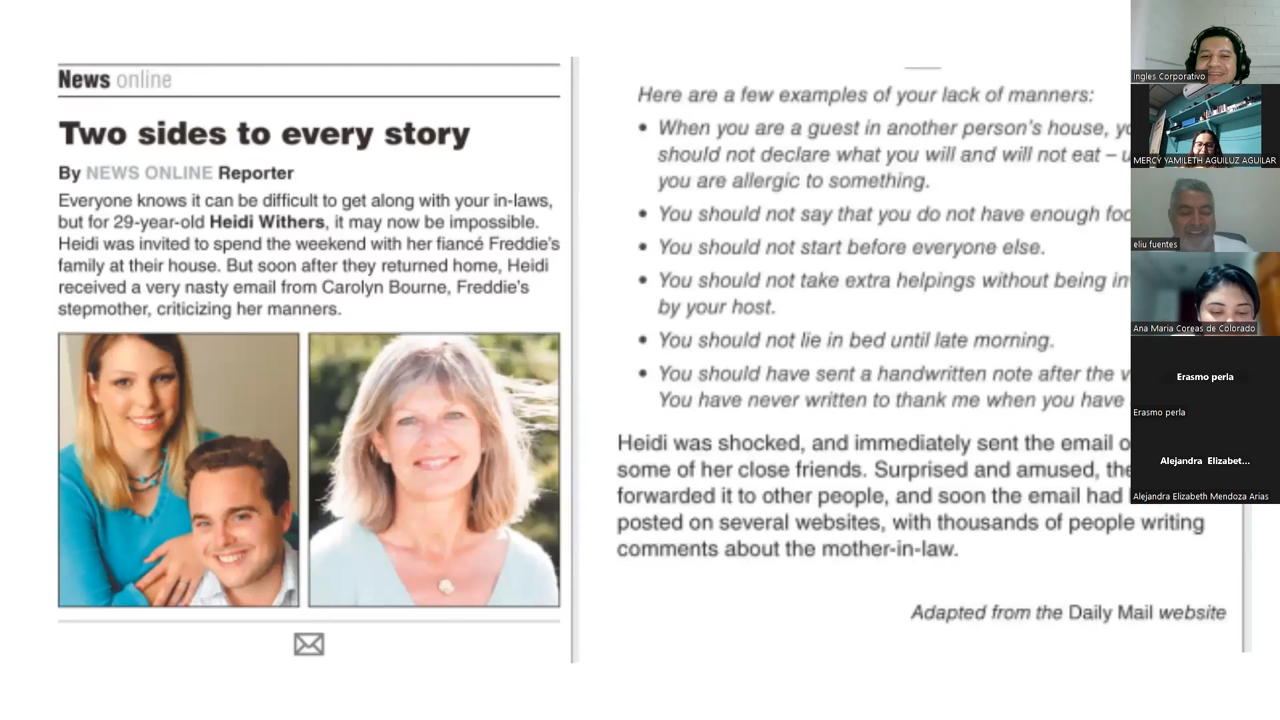 News online
Two sides to every story
By NEWS ONLINE Reporter
Everyone knows it can be difficult to get along with your in-laws,
but for 29-year-old Heidi Withers, it may now be impossible.
Heidi was invited to spend the weekend with her fiancé Freddie's
family at their house. But soon after they returned home, Heidi
received a very nasty email from Carolyn Bourne, Freddie's
stepmother, criticizing her manners.
Here are a few examples of your lack of manners:
• When you are a guest in another person's house,
should not declare what you will and will not eat –
you are allergic to something.
• You should not say that you do not have enough
• You should not start before everyone else.
• You should not take extra helpings without being
by your host.
• You should not lie in bed until late morning.
• You should have sent a handwritten note after the
You have never written to thank me when you have
Heidi was shocked, and immediately sent the email
some of her close friends. Surprised and amused,
forwarded it to other people, and soon the email had
posted on several websites, with thousands of people writing
comments about the mother-in-law.
Adapted from the Daily Mail website
Ingles Corporativo
MERCY YAMILETH AGUILUZ AGUILAR
eliu fuentes
Ana Maria Coreas de Colorado
Erasmo perla
Erasmo perla
Alejandra Elizabet...
Alejandra Elizabeth Mendoza Arias